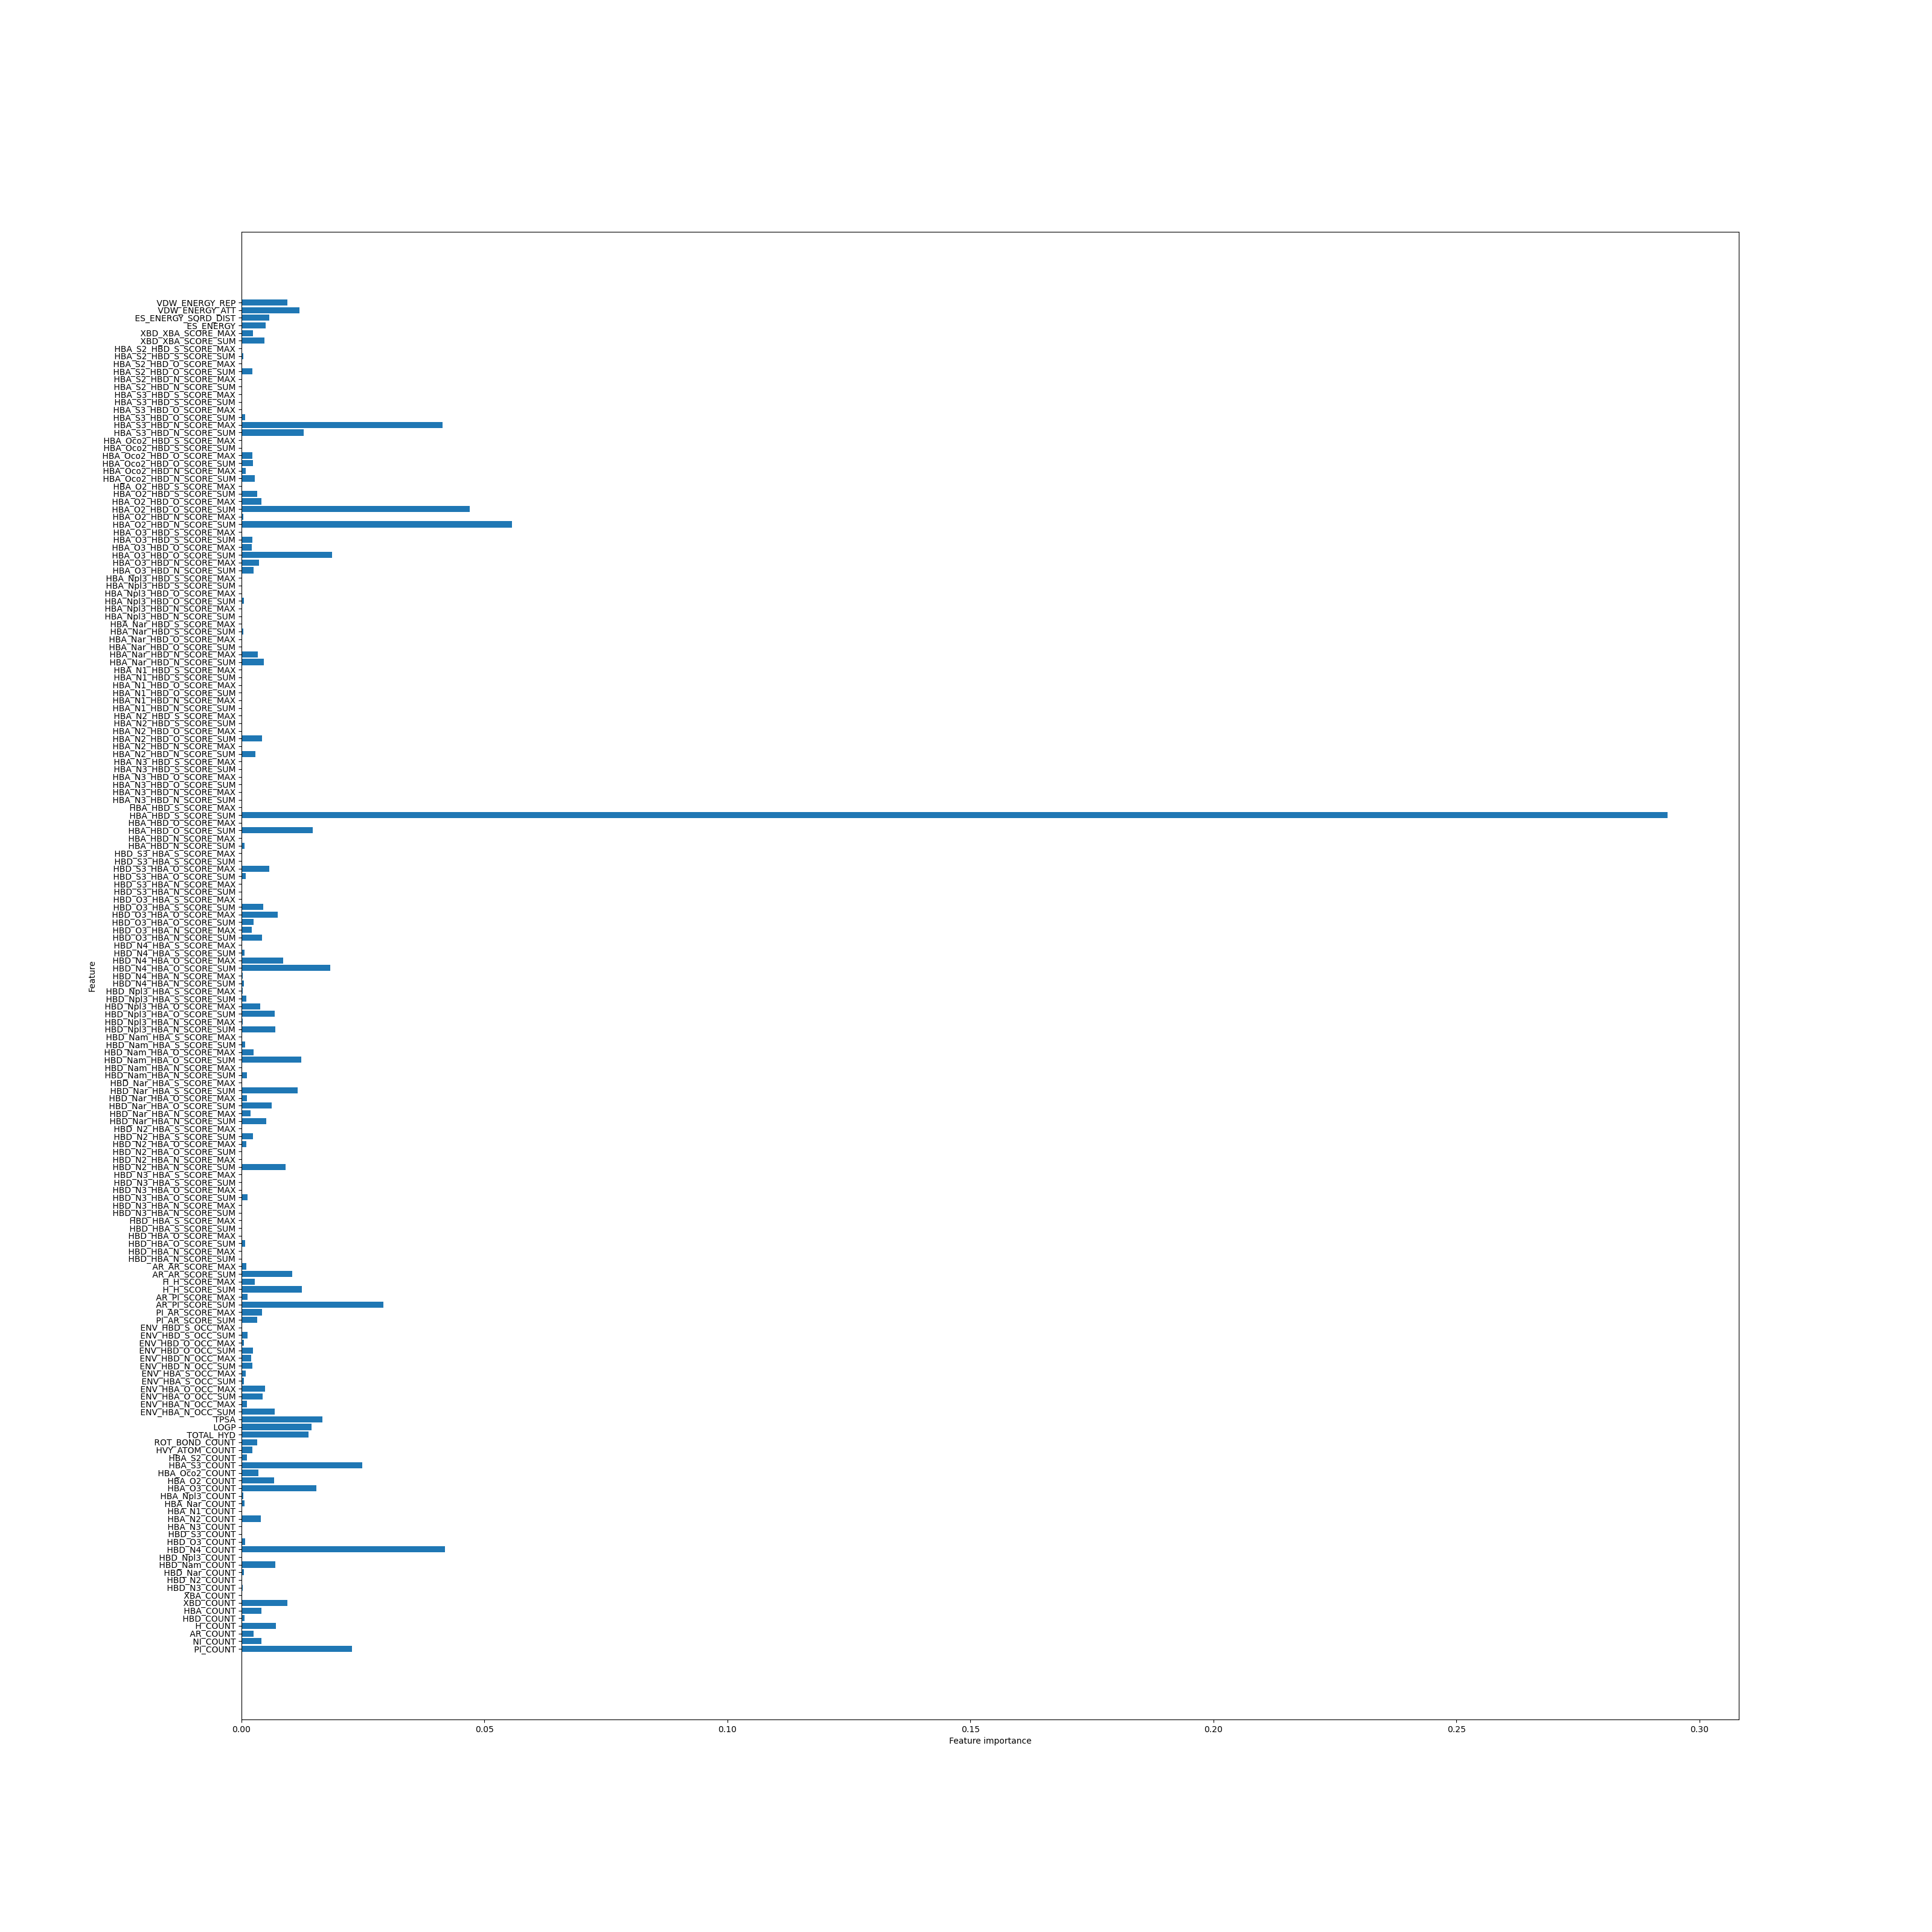 VDW_ENERGY_REP
VDW_ENERGY_ATT
ES_ENERGY_SQRD_DIST
ES_ENERGY
XBD_XBA_SCORE_MAX
XBD_XBA_SCORE_SUM
HBA_S2_HBD_S_SCORE_MAX
HBA_S2_HBD_S_SCORE_SUM
HBA_S2_HBD_O_SCORE_MAX
HBA_S2_HBD_O_SCORE_SUM
HBA_S2_HBD_N_SCORE_MAX
HBA_S2_HBD_N_SCORE_SUM
HBA_S3_HBD_S_SCORE_MAX
HBA_S3_HBD_S_SCORE_SUM
HBA_S3_HBD_O_SCORE_MAX
HBA_S3_HBD_O_SCORE_SUM
HBA_S3_HBD_N_SCORE_MAX
HBA_S3_HBD_N_SCORE_SUM
HBA_Oco2_HBD_S_SCORE_MAX
HBA_Oco2_HBD_S_SCORE_SUM
HBA_Oco2_HBD_O_SCORE_MAX
HBA_Oco2_HBD_O_SCORE_SUM
HBA_Oco2_HBD_N_SCORE_MAX
HBA_Oco2_HBD_N_SCORE_SUM
HBA_O2_HBD_S_SCORE_MAX
HBA_O2_HBD_S_SCORE_SUM
HBA_O2_HBD_O_SCORE_MAX
HBA_O2_HBD_O_SCORE_SUM
HBA_O2_HBD_N_SCORE_MAX
HBA_O2_HBD_N_SCORE_SUM
HBA_O3_HBD_S_SCORE_MAX
HBA_O3_HBD_S_SCORE_SUM
HBA_O3_HBD_O_SCORE_MAX
HBA_O3_HBD_O_SCORE_SUM
HBA_O3_HBD_N_SCORE_MAX
HBA_O3_HBD_N_SCORE_SUM
HBA_Npl3_HBD_S_SCORE_MAX
HBA_Npl3_HBD_S_SCORE_SUM
HBA_Npl3_HBD_O_SCORE_MAX
HBA_Npl3_HBD_O_SCORE_SUM
HBA_Npl3_HBD_N_SCORE_MAX
HBA_Npl3_HBD_N_SCORE_SUM
HBA_Nar_HBD_S_SCORE_MAX
HBA_Nar_HBD_S_SCORE_SUM
HBA_Nar_HBD_O_SCORE_MAX
HBA_Nar_HBD_O_SCORE_SUM
HBA_Nar_HBD_N_SCORE_MAX
HBA_Nar_HBD_N_SCORE_SUM
HBA_N1_HBD_S_SCORE_MAX
HBA_N1_HBD_S_SCORE_SUM
HBA_N1_HBD_O_SCORE_MAX
HBA_N1_HBD_O_SCORE_SUM
HBA_N1_HBD_N_SCORE_MAX
HBA_N1_HBD_N_SCORE_SUM
HBA_N2_HBD_S_SCORE_MAX
HBA_N2_HBD_S_SCORE_SUM
HBA_N2_HBD_O_SCORE_MAX
HBA_N2_HBD_O_SCORE_SUM
HBA_N2_HBD_N_SCORE_MAX
HBA_N2_HBD_N_SCORE_SUM
HBA_N3_HBD_S_SCORE_MAX
HBA_N3_HBD_S_SCORE_SUM
HBA_N3_HBD_O_SCORE_MAX
HBA_N3_HBD_O_SCORE_SUM
HBA_N3_HBD_N_SCORE_MAX
HBA_N3_HBD_N_SCORE_SUM
HBA_HBD_S_SCORE_MAX
HBA_HBD_S_SCORE_SUM
HBA_HBD_O_SCORE_MAX
HBA_HBD_O_SCORE_SUM
HBA_HBD_N_SCORE_MAX
HBA_HBD_N_SCORE_SUM
HBD_S3_HBA_S_SCORE_MAX
HBD_S3_HBA_S_SCORE_SUM
HBD_S3_HBA_O_SCORE_MAX
HBD_S3_HBA_O_SCORE_SUM
HBD_S3_HBA_N_SCORE_MAX
HBD_S3_HBA_N_SCORE_SUM
HBD_O3_HBA_S_SCORE_MAX
HBD_O3_HBA_S_SCORE_SUM
HBD_O3_HBA_O_SCORE_MAX
HBD_O3_HBA_O_SCORE_SUM
HBD_O3_HBA_N_SCORE_MAX
HBD_O3_HBA_N_SCORE_SUM
HBD_N4_HBA_S_SCORE_MAX
HBD_N4_HBA_S_SCORE_SUM
HBD_N4_HBA_O_SCORE_MAX
HBD_N4_HBA_O_SCORE_SUM
HBD_N4_HBA_N_SCORE_MAX
HBD_N4_HBA_N_SCORE_SUM
HBD_Npl3_HBA_S_SCORE_MAX
HBD_Npl3_HBA_S_SCORE_SUM
HBD_Npl3_HBA_O_SCORE_MAX
HBD_Npl3_HBA_O_SCORE_SUM
HBD_Npl3_HBA_N_SCORE_MAX
HBD_Npl3_HBA_N_SCORE_SUM
HBD_Nam_HBA_S_SCORE_MAX
HBD_Nam_HBA_S_SCORE_SUM
HBD_Nam_HBA_O_SCORE_MAX
HBD_Nam_HBA_O_SCORE_SUM
HBD_Nam_HBA_N_SCORE_MAX
HBD_Nam_HBA_N_SCORE_SUM
HBD_Nar_HBA_S_SCORE_MAX
HBD_Nar_HBA_S_SCORE_SUM
HBD_Nar_HBA_O_SCORE_MAX
HBD_Nar_HBA_O_SCORE_SUM
HBD_Nar_HBA_N_SCORE_MAX
HBD_Nar_HBA_N_SCORE_SUM
HBD_N2_HBA_S_SCORE_MAX
HBD_N2_HBA_S_SCORE_SUM
HBD_N2_HBA_O_SCORE_MAX
HBD_N2_HBA_O_SCORE_SUM
HBD_N2_HBA_N_SCORE_MAX
HBD_N2_HBA_N_SCORE_SUM
HBD_N3_HBA_S_SCORE_MAX
HBD_N3_HBA_S_SCORE_SUM
HBD_N3_HBA_O_SCORE_MAX
HBD_N3_HBA_O_SCORE_SUM
HBD_N3_HBA_N_SCORE_MAX
HBD_N3_HBA_N_SCORE_SUM
HBD_HBA_S_SCORE_MAX
HBD_HBA_S_SCORE_SUM
HBD_HBA_O_SCORE_MAX
HBD_HBA_O_SCORE_SUM
HBD_HBA_N_SCORE_MAX
HBD_HBA_N_SCORE_SUM
AR_AR_SCORE_MAX
AR_AR_SCORE_SUM
H_H_SCORE_MAX
H_H_SCORE_SUM
AR_PI_SCORE_MAX
AR_PI_SCORE_SUM
PI_AR_SCORE_MAX
PI_AR_SCORE_SUM
ENV_HBD_S_OCC_MAX
ENV_HBD_S_OCC_SUM
ENV_HBD_O_OCC_MAX
ENV_HBD_O_OCC_SUM
ENV_HBD_N_OCC_MAX
ENV_HBD_N_OCC_SUM
ENV_HBA_S_OCC_MAX
ENV_HBA_S_OCC_SUM
ENV_HBA_O_OCC_MAX
ENV_HBA_O_OCC_SUM
ENV_HBA_N_OCC_MAX
ENV_HBA_N_OCC_SUM
TPSA
LOGP
TOTAL_HYD
ROT_BOND_COUNT
HVY_ATOM_COUNT
HBA_S2_COUNT
HBA_S3_COUNT
HBA_Oco2_COUNT
HBA_O2_COUNT
HBA_O3_COUNT
HBA_Npl3_COUNT
HBA_Nar_COUNT
HBA_N1_COUNT
HBA_N2_COUNT
HBA_N3_COUNT
HBD_S3_COUNT
HBD_O3_COUNT
HBD_N4_COUNT
HBD_Npl3_COUNT
HBD_Nam_COUNT
HBD_Nar_COUNT
HBD_N2_COUNT
HBD_N3_COUNT
XBA_COUNT
XBD_COUNT
HBA_COUNT
HBD_COUNT
H_COUNT
AR_COUNT
NI_COUNT
PI_COUNT
Feature
0.00 0.05 0.10 0.15 0.20 0.25 0.30
Feature importance